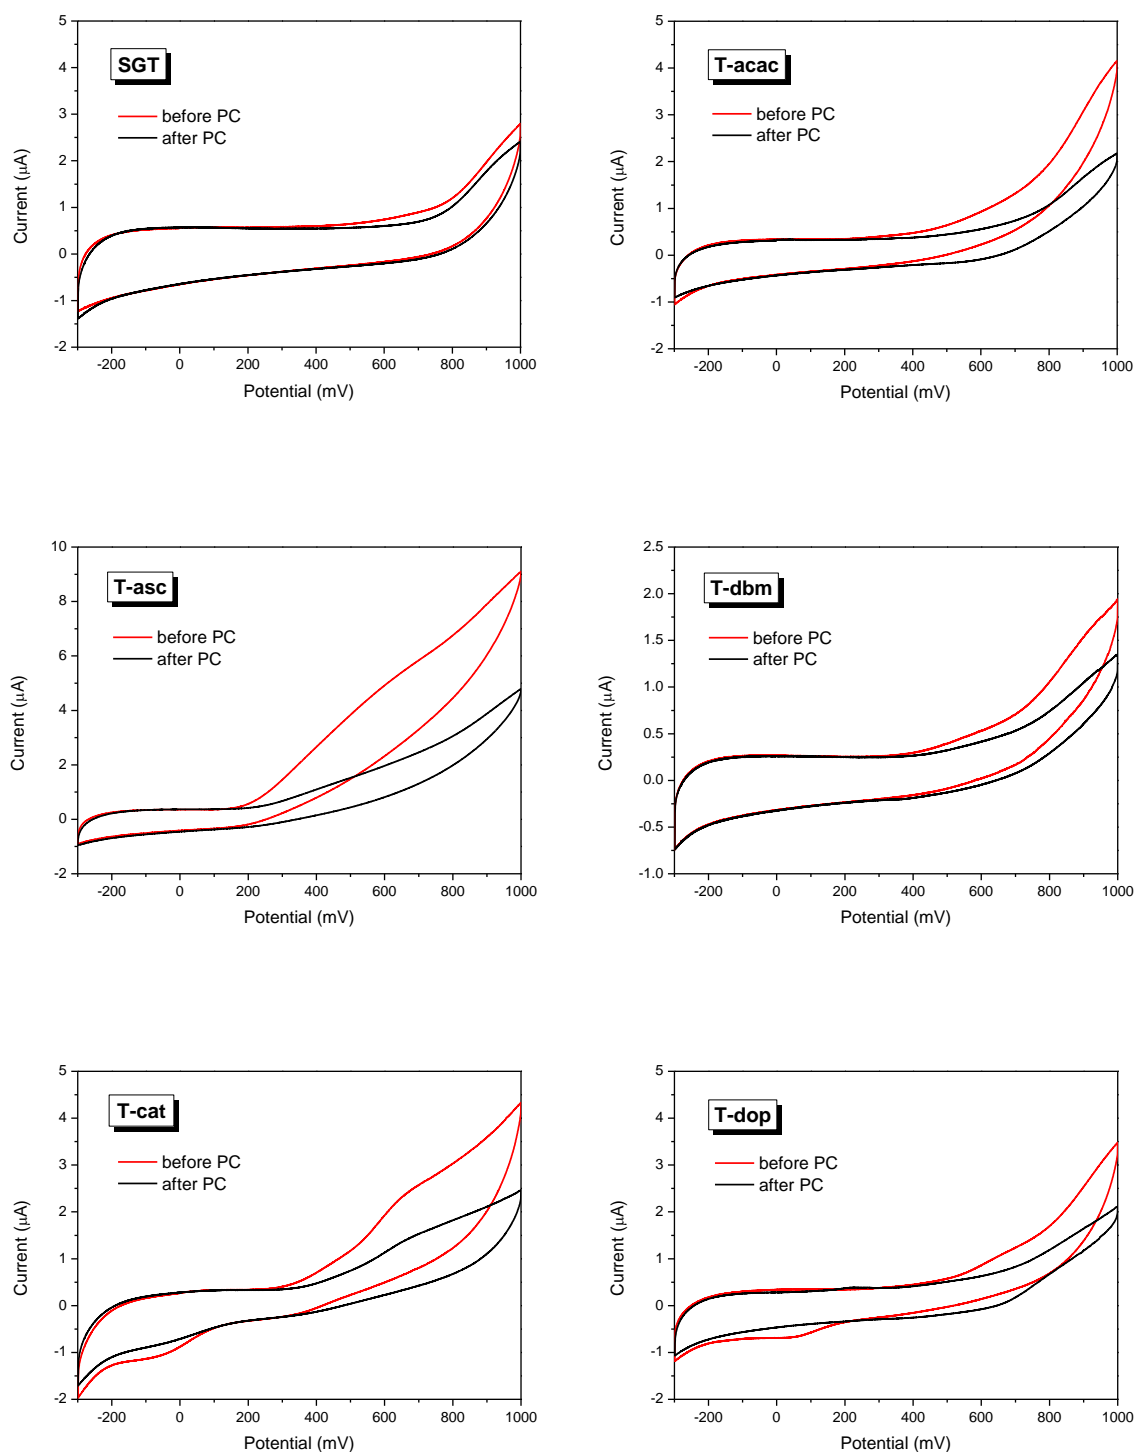 SGT
before PC
after PC
5
4
3
2
1
0
-1
-2
Current (μA)
-200
0
200
400
600
800
1000
Potential (mV)
T-acac
before PC
after PC
5
4
3
2
1
0
-1
-2
Current (μA)
-200
0
200
400
600
800
1000
Potential (mV)
T-asc
before PC
after PC
10
8
6
4
2
0
-2
Current (μA)
-200
0
200
400
600
800
1000
Potential (mV)
T-dbm
before PC
after PC
2.5
2.0
1.5
1.0
0.5
0.0
-0.5
-1.0
Current (μA)
-200
0
200
400
600
800
1000
Potential (mV)
T-cat
before PC
after PC
5
4
3
2
1
0
-1
-2
Current (μA)
-200
0
200
400
600
800
1000
Potential (mV)
T-dop
before PC
after PC
5
4
3
2
1
0
-1
-2
Current (μA)
-200
0
200
400
600
800
1000
Potential (mV)